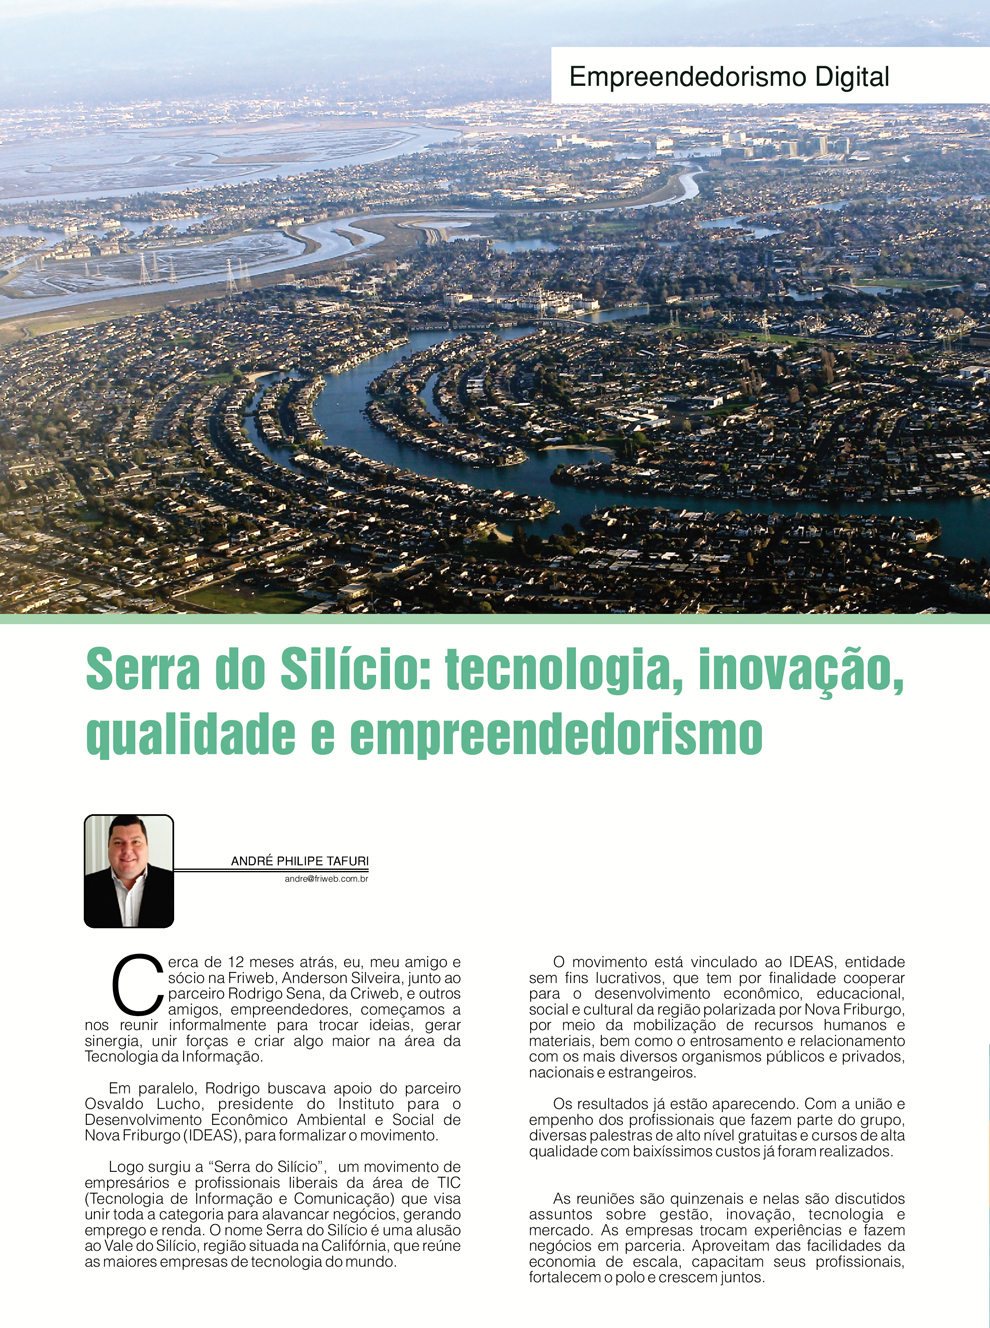 Empreendedorismo Digital
Serra do Silício: tecnologia, inovação,
qualidade e empreendedorismo
ANDRÉ PHILIPE TAFURI
andre@friweb.com.br
Cerca de 12 meses atrás, eu, meu amigo e
sócio na Friweb, Anderson Silveira, junto ao
parceiro Rodrigo Sena, da Criweb, e outros
amigos, empreendedores, começamos a
nos reunir informalmente para trocar ideias, gerar
sinergia, unir forças e criar algo maior na área da
Tecnologia da Informação.
Em paralelo, Rodrigo buscava apoio do parceiro
Osvaldo Lucho, presidente do Instituto para o
Desenvolvimento Econômico Ambiental e Social de
Nova Friburgo (IDEAS), para formalizar o movimento.
Logo surgiu a “Serra do Silício”, um movimento de
empresários e profissionais liberais da área de TIC
(Tecnologia de Informação e Comunicação) que visa
unir toda a categoria para alavancar negócios, gerando
emprego e renda. O nome Serra do Silício é uma alusão
ao Vale do Silício, região situada na Califórnia, que reúne
as maiores empresas de tecnologia do mundo.
O movimento está vinculado ao IDEAS, entidade
sem fins lucrativos, que tem por finalidade cooperar
para o desenvolvimento econômico, educacional,
social e cultural da região polarizada por Nova Friburgo,
por meio da mobilização de recursos humanos e
materiais, bem como o entrosamento e relacionamento
com os mais diversos organismos públicos e privados,
nacionais e estrangeiros.
Os resultados já estão aparecendo. Com a união e
empenho dos profissionais que fazem parte do grupo,
diversas palestras de alto nível gratuitas e cursos de alta
qualidade com baixíssimos custos já foram realizados.
As reuniões são quinzenais e nelas são discutidos
assuntos sobre gestão, inovação, tecnologia e
mercado. As empresas trocam experiências e fazem
negócios em parceria. Aproveitam das facilidades da
economia de escala, capacitam seus profissionais,
fortalecem o polo e crescem juntos.